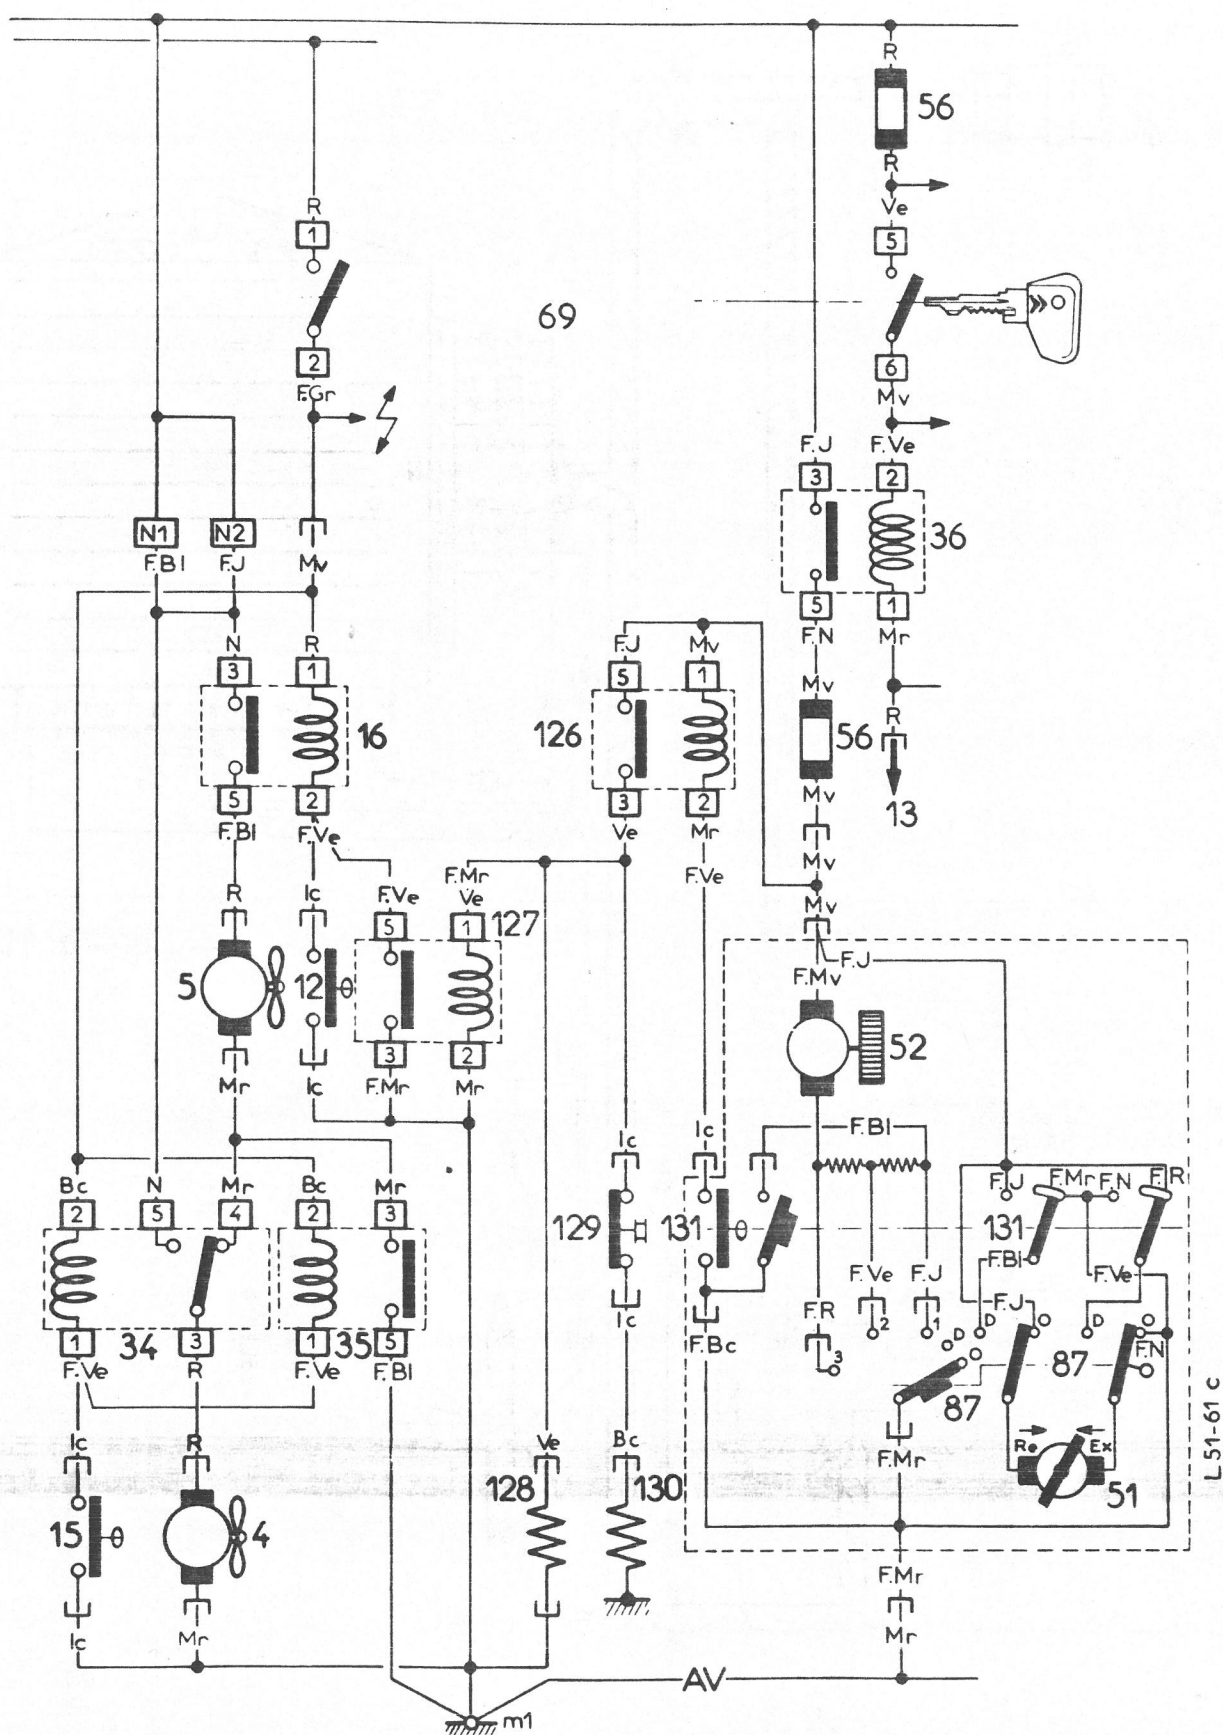 R
56
R
Ve
5
R
1
69
2
F.Gr
6
Mv
F.J
F.Ve
3
2
N1
N2
36
F.Bl
F.J
Mv
5
1
F.N
Mr
N
R
F.J
Mv
3
1
5
1
Mv
R
16
126
56
5
2
3
2
Mv
13
F.Bl
F.Ve
Ve
Mr
Mv
F.Mr
F.Ve
R
Ic
F.Ve
Ve
Mv
5
1
127
F.J
F.Mv
5
12
52
3
2
Mr
Ic
F.Mr
Mr
Ic
Ic
F.Bl
Bc
N
Mr
Bc
Mr
F.J
F.Mr
F.N
F.R
2
5
4
2
3
129
131
131
F.Bl
F.Ve
F.Ve
F.J
Ic
F.R
F.J
1
3
1
5
34
35
F.Bc
2
1
D
D
O
D
O
F.N
F.Ve
R
F.Ve
F.Bl
3
O
87
87
Ic
R
Ve
Bc
F.Mr
Re
Ex
128
130
51
15
4
L.51-61 c
F.Mr
Ic
Mr
Mr
AV
m1